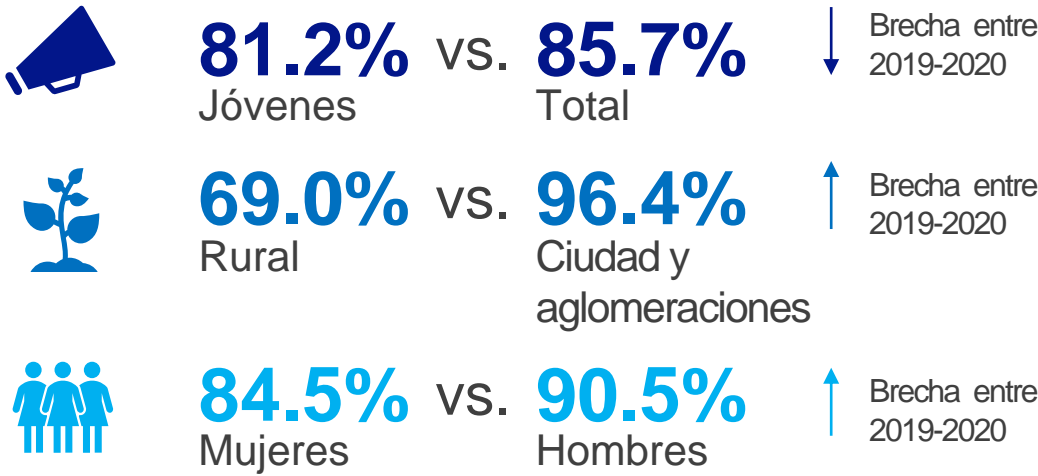 81.2% vs. 85.7%
Jóvenes
Total
Brecha entre
2019-2020
69.0% vs. 96.4%
Rural
Ciudad y
aglomeraciones
Brecha entre
2019-2020
84.5% vs. 90.5%
Mujeres
Hombres
Brecha entre
2019-2020